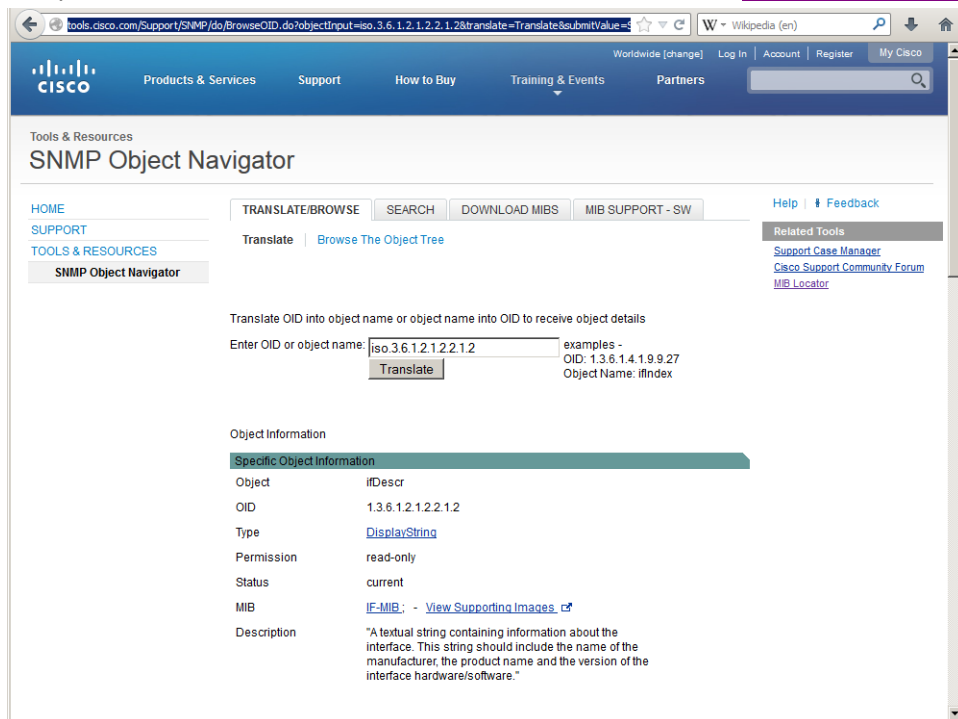 tools.cisco.com/Support/SNMP/do/BrowseOID.do?objectInput=iso.3.6.1.2.1.2.2.1.2&translate=Translate&submitValue=S
W Wikipedia (en)
Worldwide [change] Log In | Account | Register My Cisco
CISCO
Products & Services Support How to Buy Training & Events Partners
Tools & Resources
SNMP Object Navigator
HOME
SUPPORT
TOOLS & RESOURCES
SNMP Object Navigator
TRANSLATE/BROWSE SEARCH DOWNLOAD MIBS MIB SUPPORT - SW
Translate | Browse The Object Tree
Help | Feedback
Related Tools
Support Case Manager
Cisco Support Community Forum
MIB Locator
Translate OID into object name or object name into OID to receive object details
Enter OID or object name: iso.3.6.1.2.1.2.2.1.2
Translate
examples -
OID: 1.3.6.1.4.1.9.9.27
Object Name: ifIndex
Object Information
Specific Object Information
Object ifDescr
OID 1.3.6.1.2.1.2.2.1.2
Type DisplayString
Permission read-only
Status current
MIB IF-MIB ; - View Supporting Images
Description "A textual string containing information about the
interface. This string should include the name of the
manufacturer, the product name and the version of the
interface hardware/software."